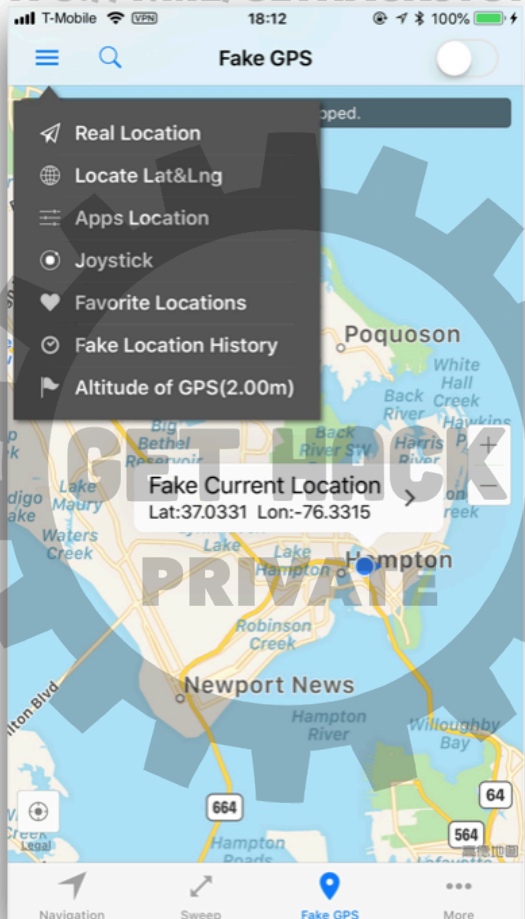 T-Mobile VPN 18:12 100%
Fake GPS
pped.
Real Location
Locate Lat&Lng
Apps Location
Joystick
Favorite Locations
Fake Location History
Altitude of GPS(2.00m)
Poquoson
White
Hall
Creek
Back
River
Hawkins
Big
Bethel
Reservoir
Back
River SW
Harris
River
GET HACK
PRIVATE
Fake Current Location
Lat:37.0331 Lon:-76.3315
Lake
Maury
Waters
Creek
Lake
Lake
Hampton
Hampton
Robinson
Creek
Newport News
Hampton
River
Willoughby
Bay
664
64
564
Legal
Hampton
Roads
高德地图
Lafayette
Navigation
Sweep
Fake GPS
More